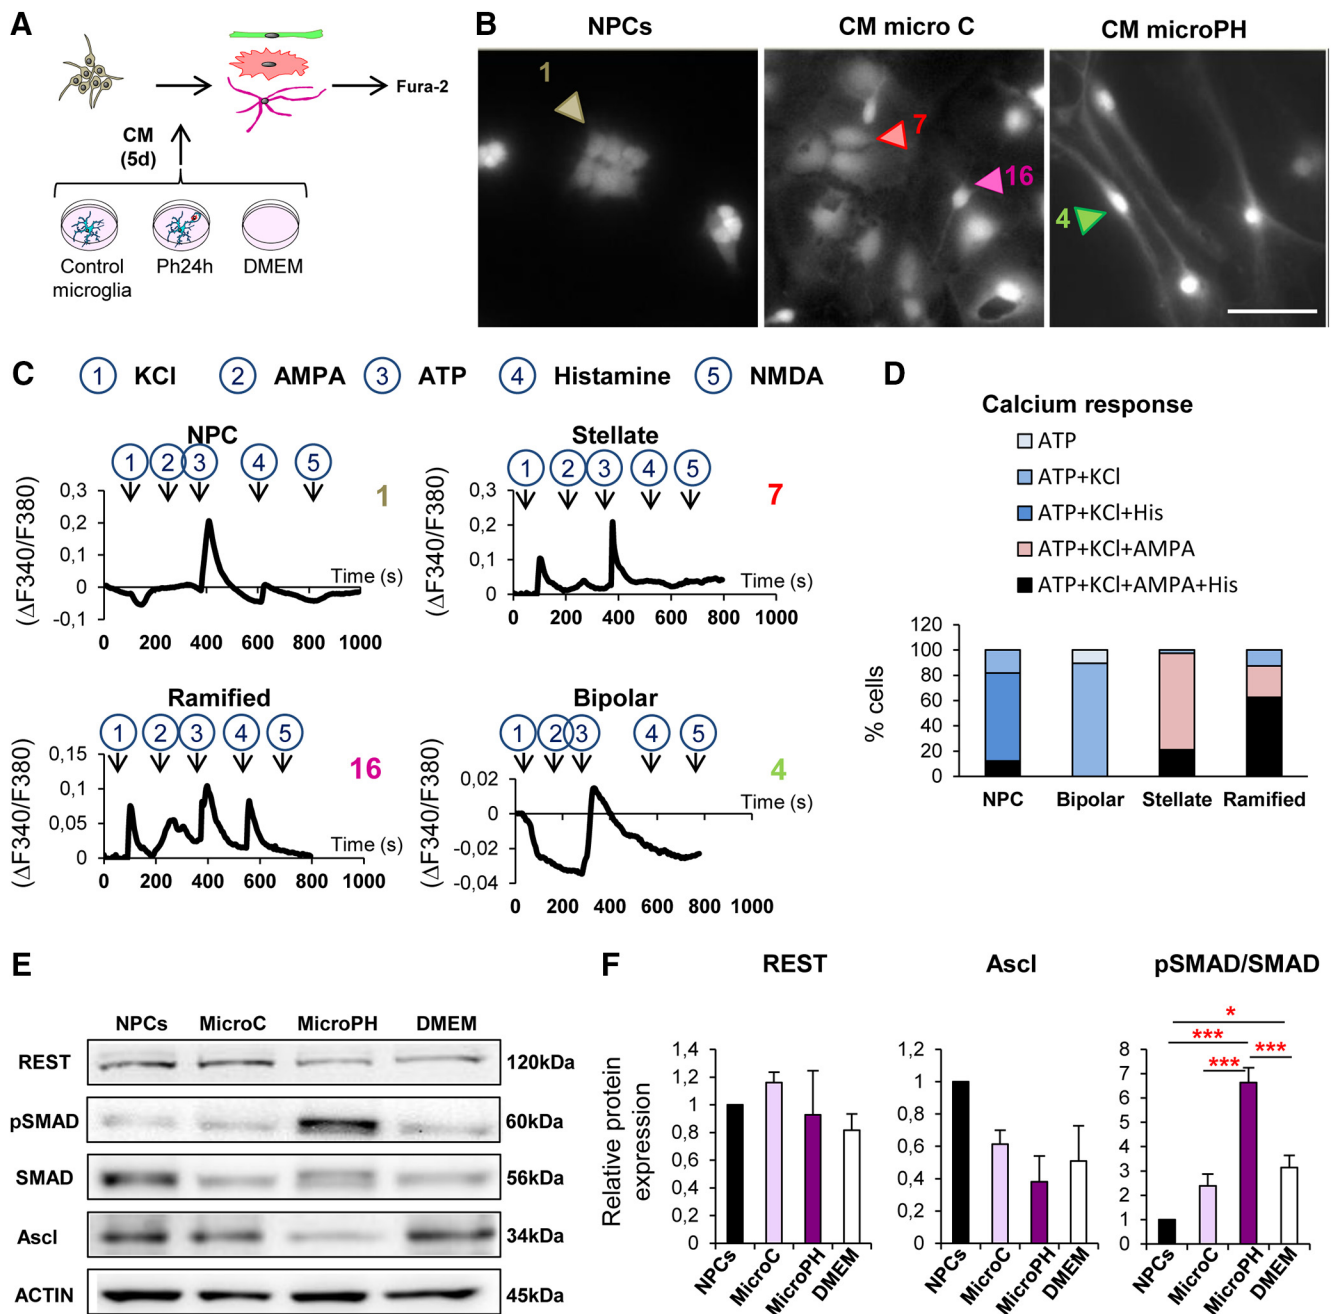 A
CM
(5d)
Fura-2
Control
microglia
Ph24h
DMEM
B
NPCs
CM micro C
CM microPH
1
7
16
4
C
1 KCl 2 AMPA 3 ATP 4 Histamine 5 NMDA
NPC
1 2 3 4 5
(ΔF340/F380)
0,3
0,2
0,1
0
-0,1
Time (s)
0 200 400 600 800 1000
1
Stellate
1 2 3 4 5
(ΔF340/F380)
0,3
0,2
0,1
0
Time (s)
0 200 400 600 800 1000
7
Ramified
1 2 3 4 5
(ΔF340/F380)
0,15
0,1
0,05
0
Time (s)
0 200 400 600 800 1000
16
Bipolar
1 2 3 4 5
(ΔF340/F380)
0,02
0
-0,02
-0,04
Time (s)
0 200 400 600 800 1000
4
D
Calcium response
ATP
ATP+KCl
ATP+KCl+His
ATP+KCl+AMPA
ATP+KCl+AMPA+His
% cells
120
100
80
60
40
20
0
NPC Bipolar Stellate Ramified
E
NPCs MicroC MicroPH DMEM
REST 120kDa
pSMAD 60kDa
SMAD 56kDa
Ascl 34kDa
ACTIN 45kDa
F
REST
Relative protein
expression
1,4
1,2
1
0,8
0,6
0,4
0,2
0
NPCs MicroC MicroPH DMEM
Ascl
1,2
1
0,8
0,6
0,4
0,2
0
NPCs MicroC MicroPH DMEM
pSMAD/SMAD
*
***
*** ***
8
7
6
5
4
3
2
1
0
NPCs MicroC MicroPH DMEM